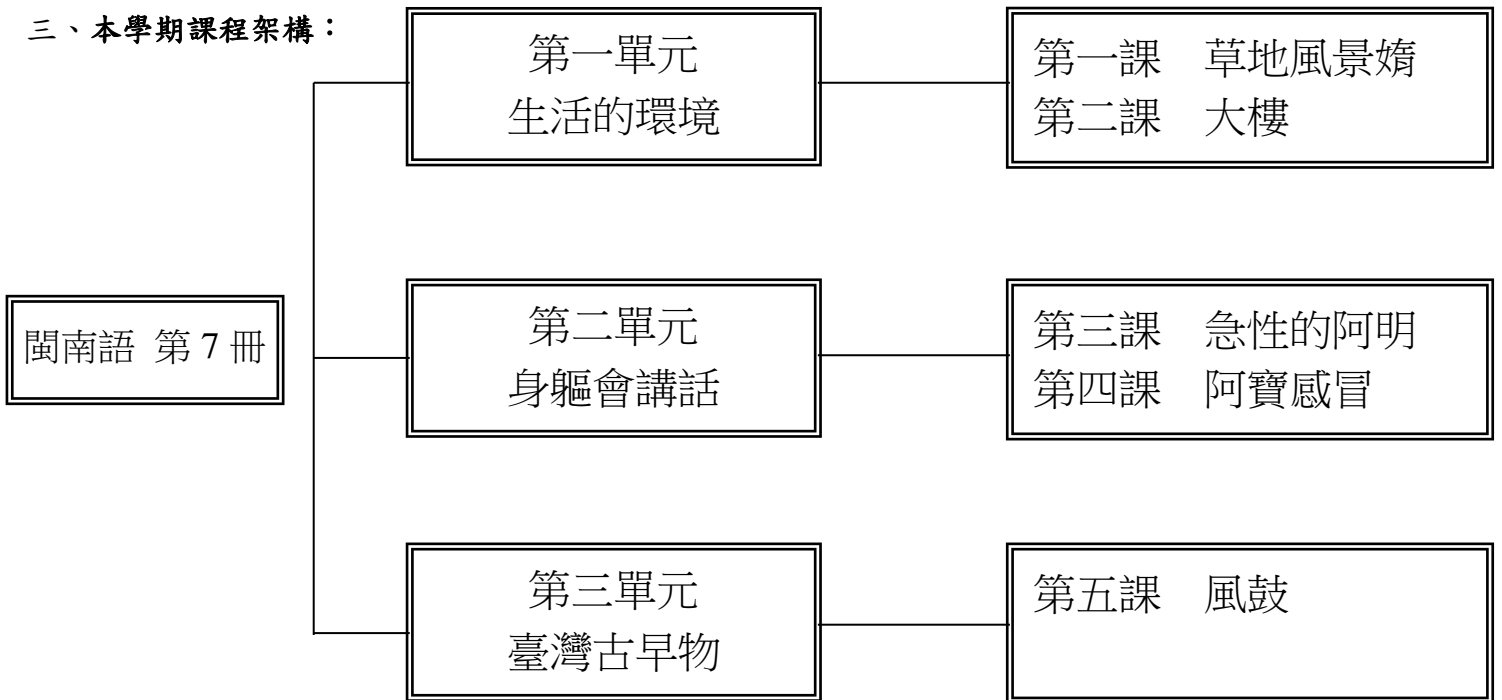 三、本學期課程架構：
閩南語 第 7 冊
第一單元
生活的環境
第一課　草地風景媠
第二課　大樓
第二單元
身軀會講話
第三課　急性的阿明
第四課　阿寶感冒
第三單元
臺灣古早物
第五課　風鼓